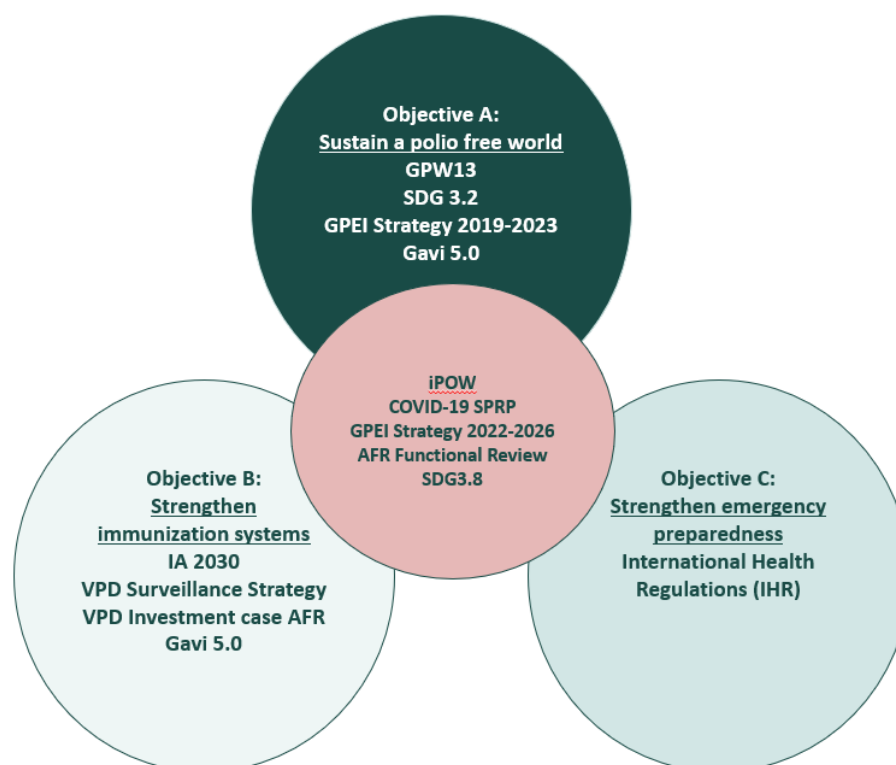 Objective A:
Sustain a polio free world
GPW13
SDG 3.2
GPEI Strategy 2019-2023
Gavi 5.0
iPOW
COVID-19 SPRP
GPEI Strategy 2022-2026
AFR Functional Review
SDG3.8
Objective B:
Strengthen
immunization systems
IA 2030
VPD Surveillance Strategy
VPD Investment case AFR
Gavi 5.0
Objective C:
Strengthen emergency
preparedness
International Health
Regulations (IHR)